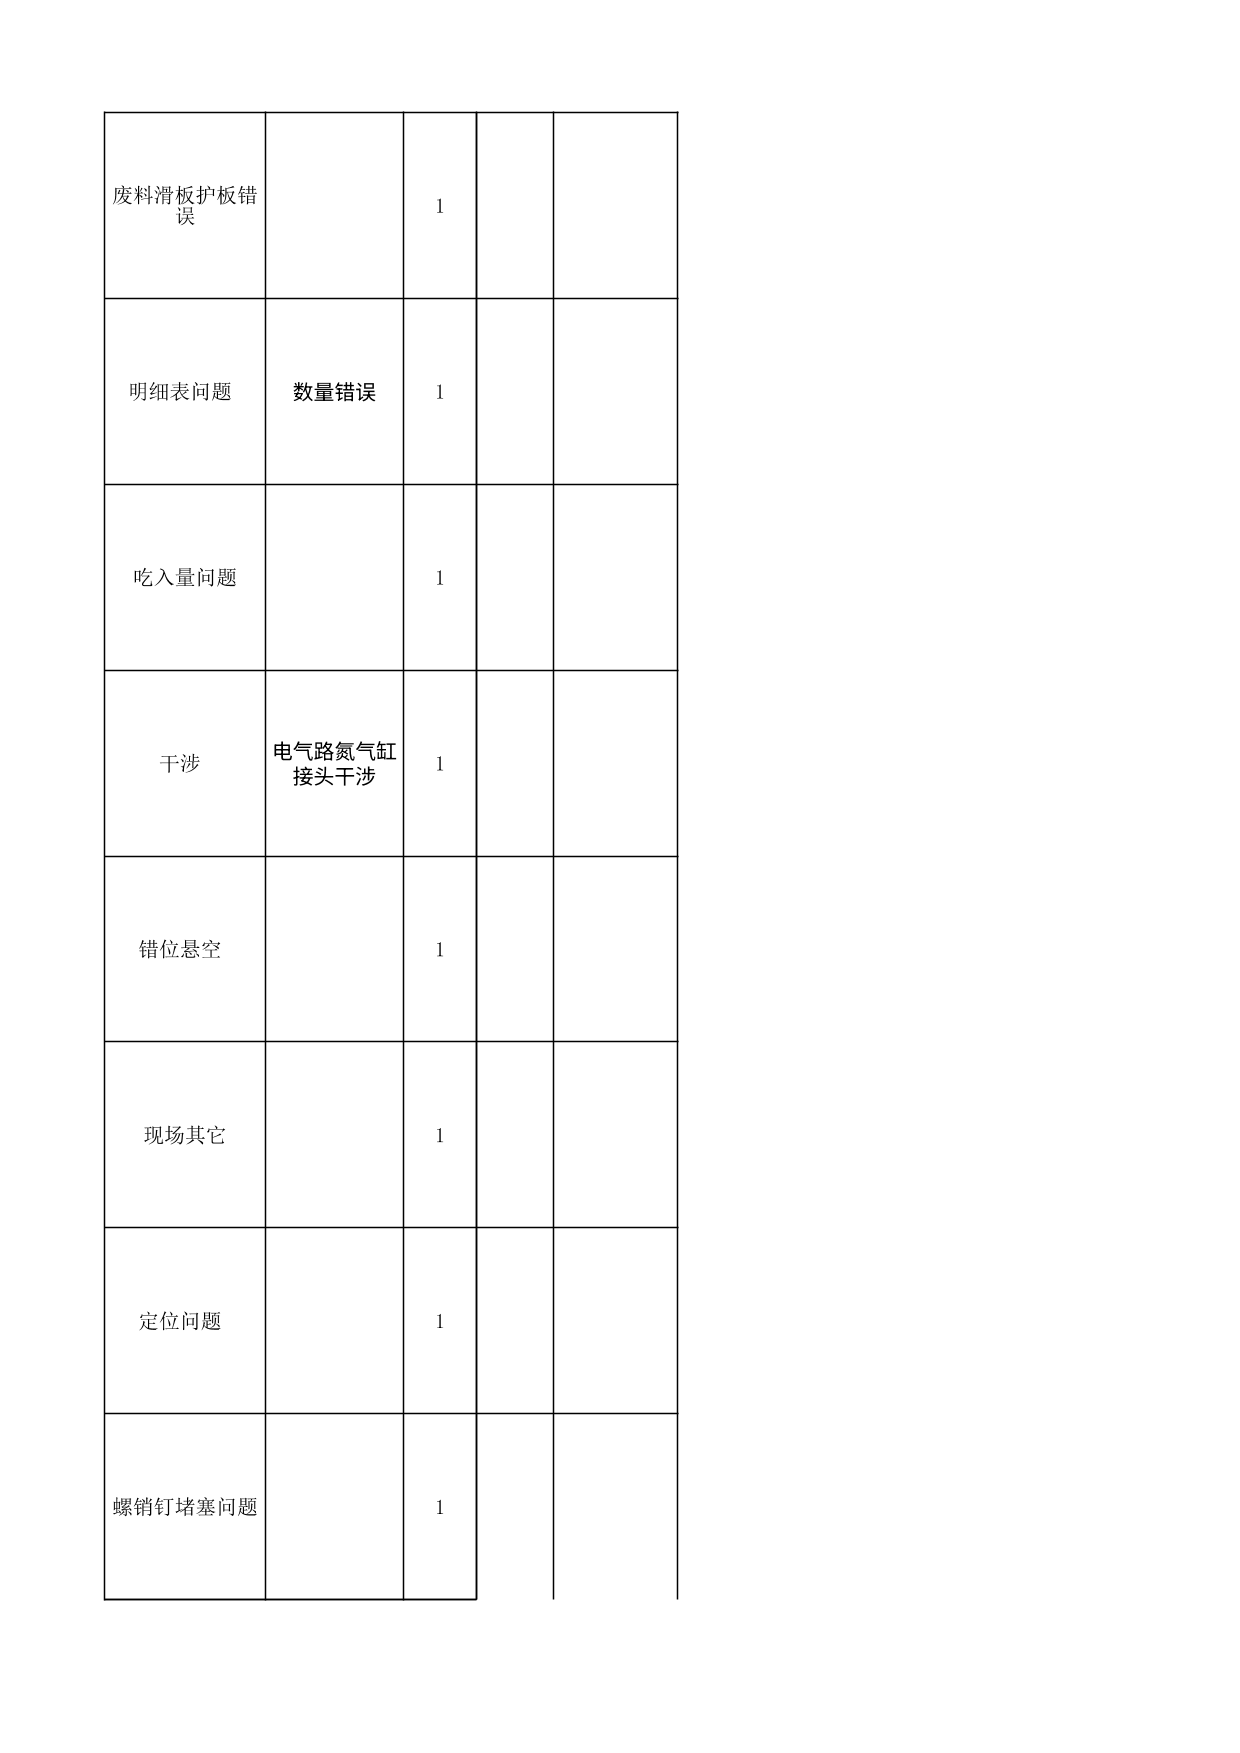 废料滑板护板错
误
1
明细表问题 数量错误 1
吃入量问题 1
干涉 电气路氮气缸
接头干涉 1
错位悬空 1
现场其它 1
定位问题 1
螺销钉堵塞问题 1